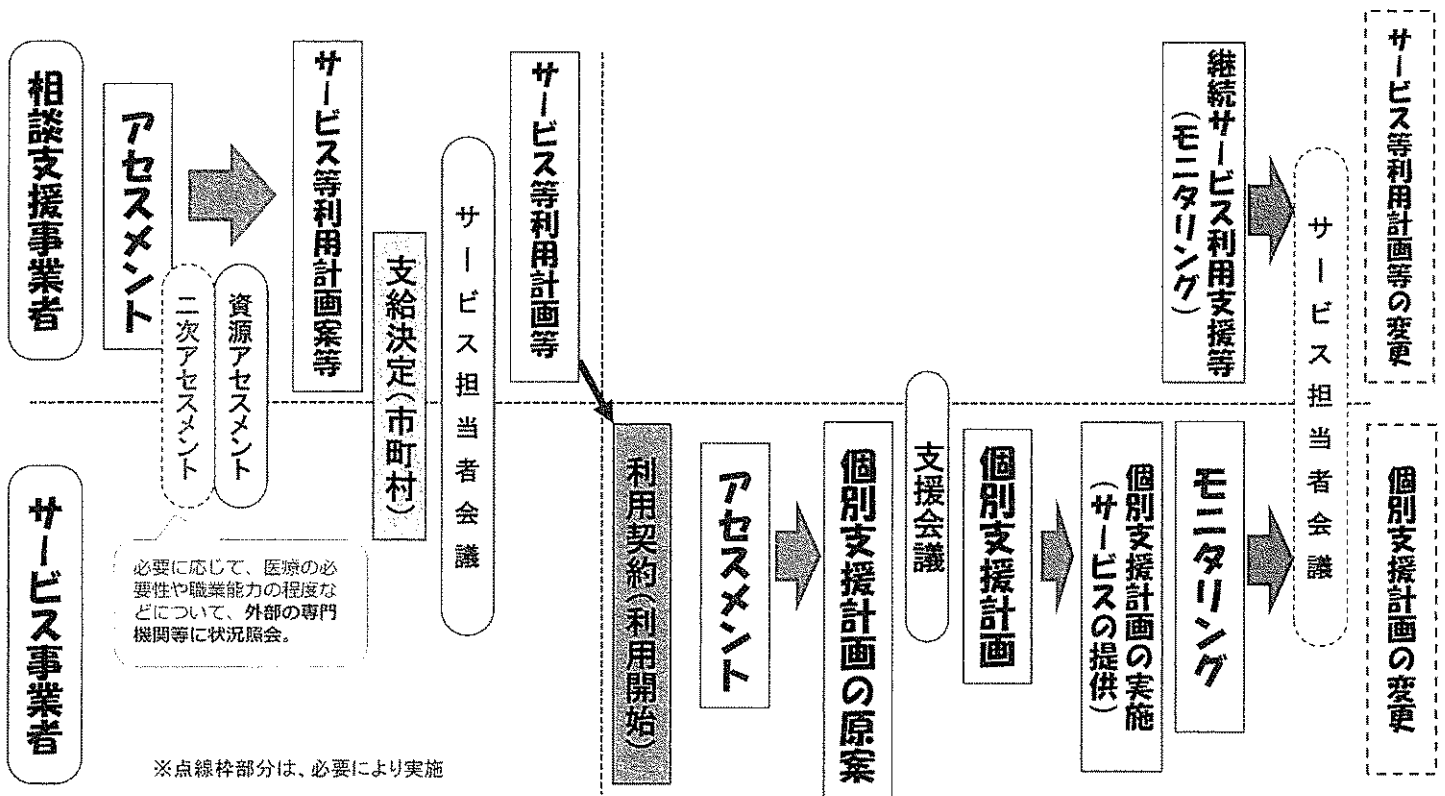 相談支援事業者
アセスメント
二次アセスメント
資源アセスメント
サービス等利用計画案等
支給決定(市町村)
サービス担当者会議
サービス等利用計画等
継続サービス利用支援等
(モニタリング)
サービス担当者会議
サービス等利用計画等の変更
サービス事業者
必要に応じて、医療の必
要性や職業能力の程度な
どについて、外部の専門
機関等に状況照会。
利用契約(利用開始)
アセスメント
個別支援計画の原案
支援会議
個別支援計画
個別支援計画の実施
(サービスの提供)
モニタリング
個別支援計画の変更
※点線枠部分は、必要により実施